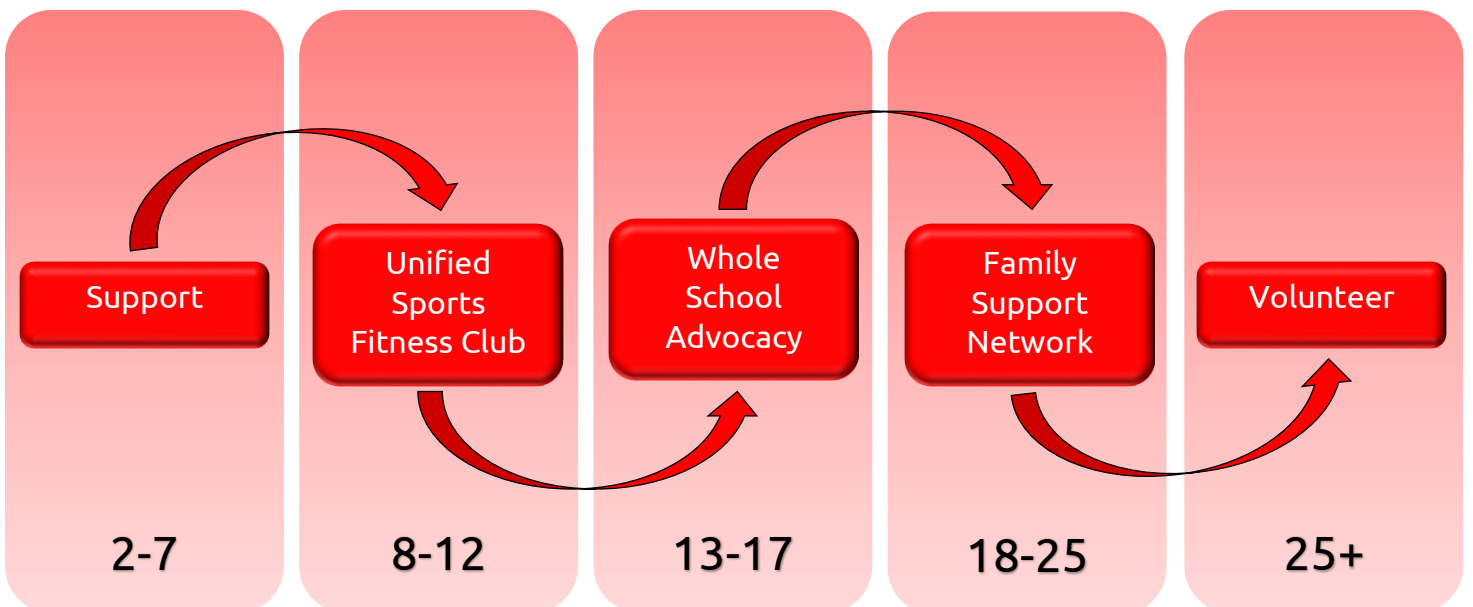 Support
Unified
Sports
Fitness Club
Whole
School
Advocacy
Family
Support
Network
Volunteer
2-7
8-12
13-17
18-25
25+